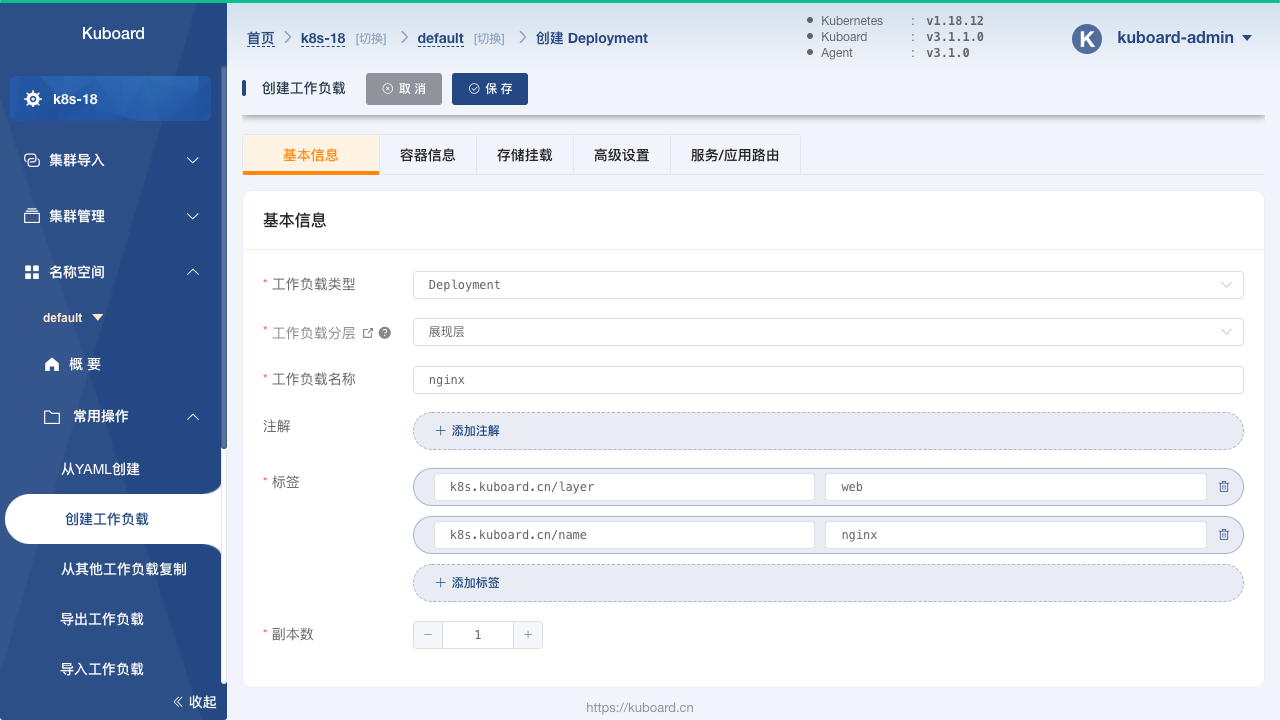 Kuboard
k8s-18
集群导入
集群管理
名称空间
default
概 要
常用操作
从YAML创建
创建工作负载
从其他工作负载复制
导出工作负载
导入工作负载
收起
首页 k8s-18 [切换] default [切换] 创建 Deployment
Kubernetes : v1.18.12
Kuboard : v3.1.1.0
Agent : v3.1.0
K kuboard-admin
创建工作负载 取 消 保 存
基本信息 容器信息 存储挂载 高级设置 服务/应用路由
基本信息
* 工作负载类型 Deployment
* 工作负载分层 ? 展现层
* 工作负载名称 nginx
注解 + 添加注解
* 标签 k8s.kuboard.cn/layer web
k8s.kuboard.cn/name nginx
+ 添加标签
* 副本数 − 1 +
https://kuboard.cn